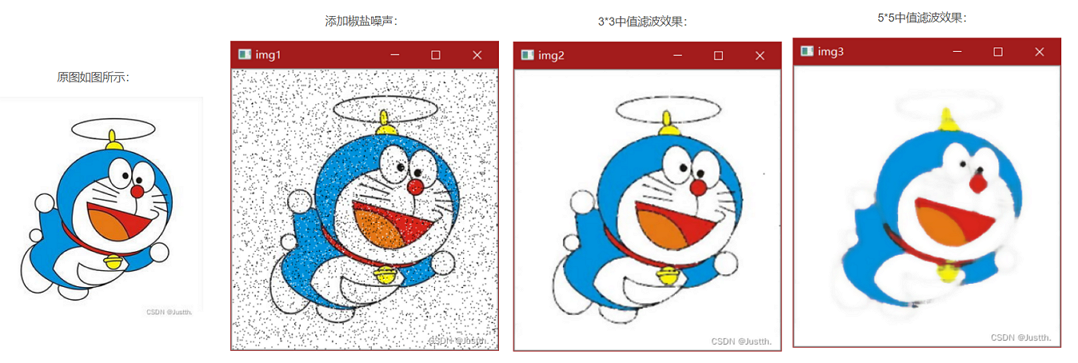 原图如图所示：
添加椒盐噪声：
3*3中值滤波效果：
5*5中值滤波效果：
img1
img2
img3
CSDN @Justth.
CSDN @Justth.
CSDN @Justth.
CSDN @Justth.